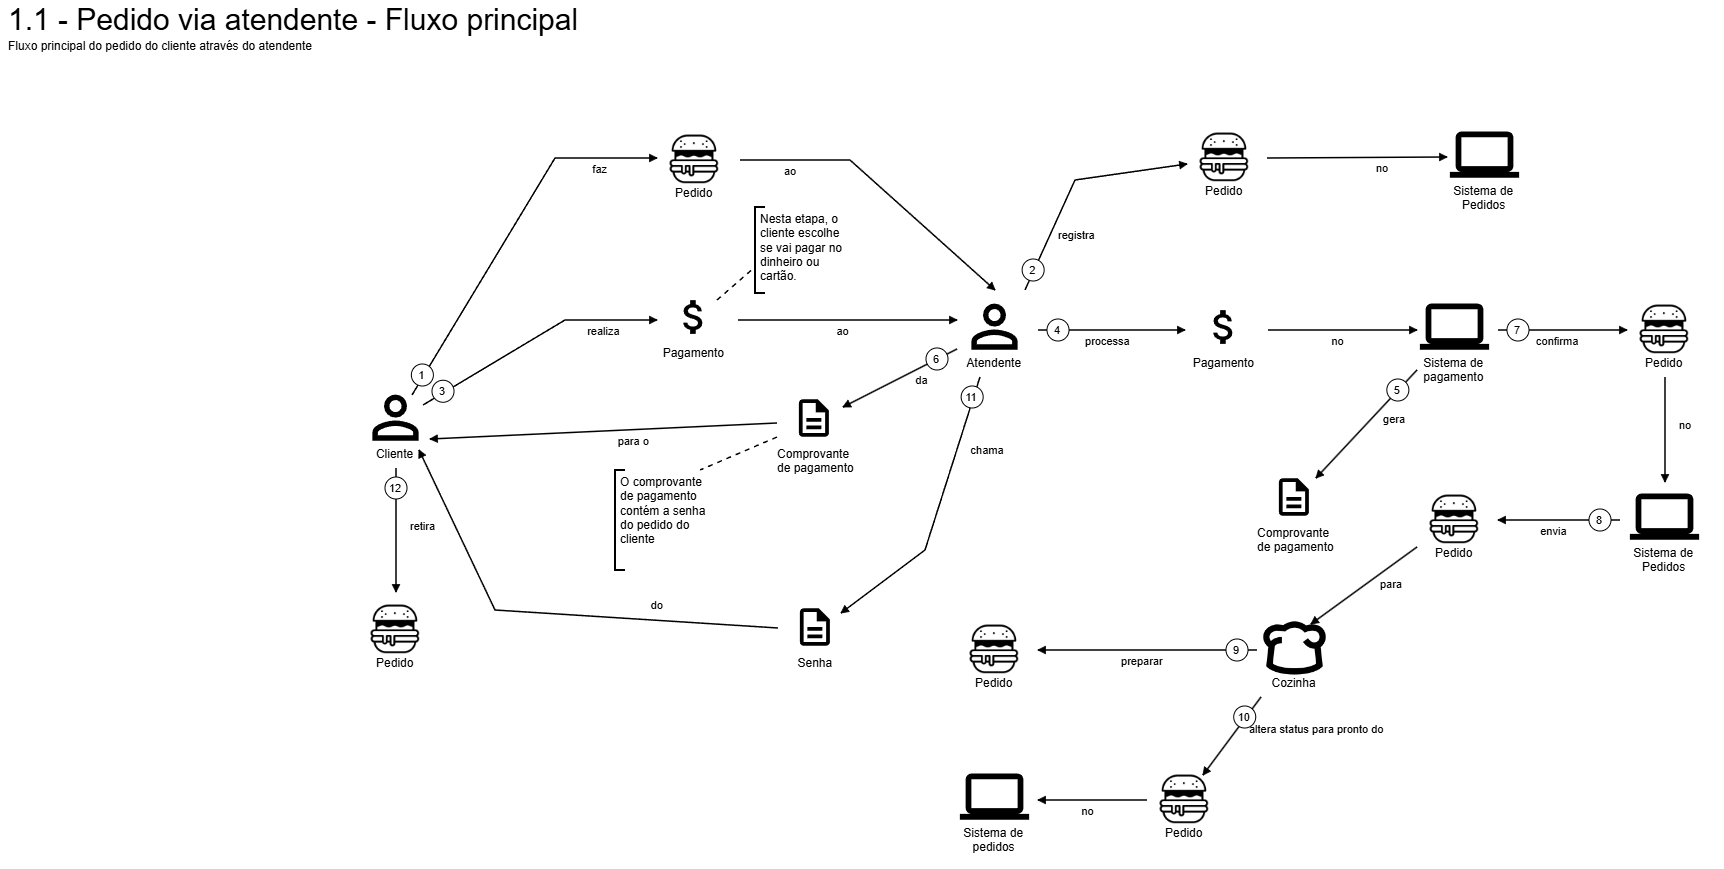 1.1 - Pedido via atendente - Fluxo principal
Fluxo principal do pedido do cliente através do atendente
faz
Pedido
ao
Pedido
no
Sistema de
Pedidos
Nesta etapa, o
cliente escolhe
se vai pagar no
dinheiro ou
cartão.
registra
2
realiza
Pagamento
ao
Atendente
4
processa
Pagamento
no
Sistema de
pagamento
7
confirma
Pedido
1
3
6
da
11
5
gera
no
Cliente
para o
Comprovante
de pagamento
chama
O comprovante
de pagamento
contém a senha
do pedido do
cliente
12
retira
Comprovante
de pagamento
Pedido
envia
8
Sistema de
Pedidos
para
do
Pedido
Senha
Pedido
preparar
9
Cozinha
10
altera status para pronto do
Sistema de
pedidos
no
Pedido